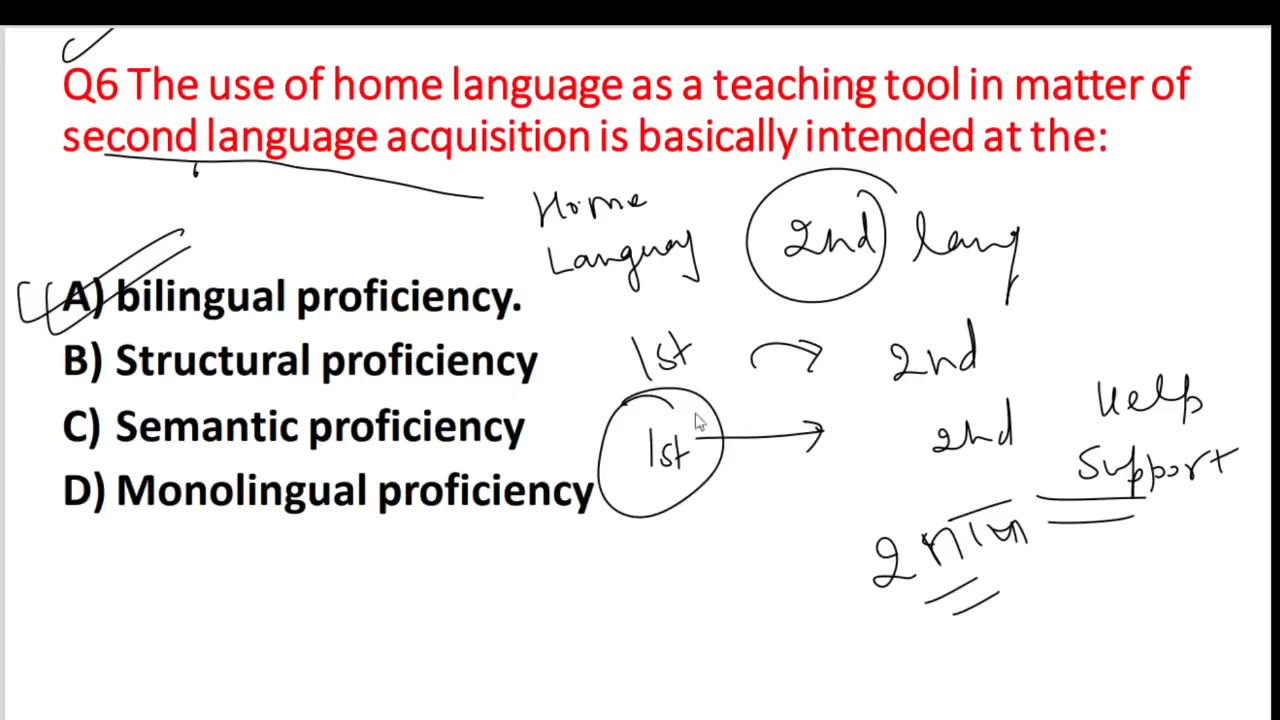 Q6 The use of home language as a teaching tool in matter of
second language acquisition is basically intended at the:
Home
Language
2nd lang
A) bilingual proficiency.
B) Structural proficiency
1st 2nd
C) Semantic proficiency
1st 2nd
Help
Support
D) Monolingual proficiency
2